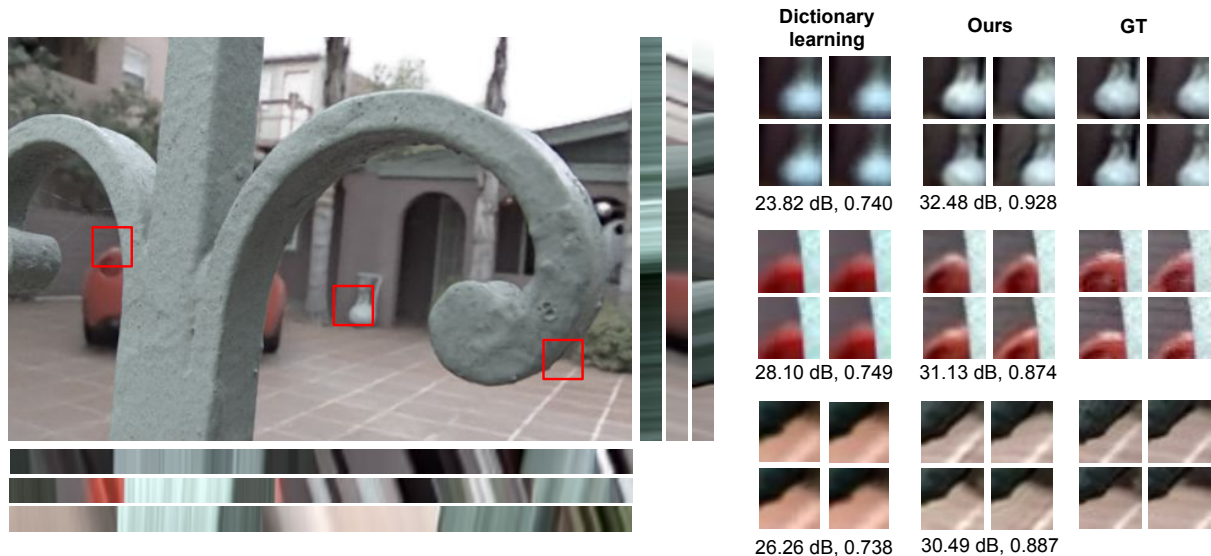 Dictionary
learning
Ours
GT
23.82 dB, 0.740
32.48 dB, 0.928
28.10 dB, 0.749
31.13 dB, 0.874
26.26 dB, 0.738
30.49 dB, 0.887